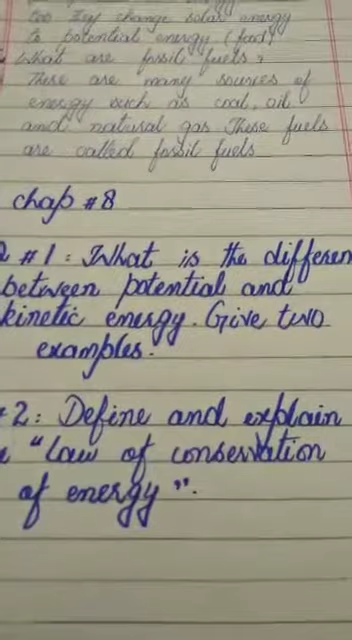 too They change solar energy
to potential energy (food)
What are fossil fuels?
There are many sources of
energy such as coal, oil
and natural gas These fuels
are called fossil fuels
chap #8
#1: What is the differen
between potential and
kinetic energy. Give two
examples.
2: Define and explain
"law of conservation
of energy".